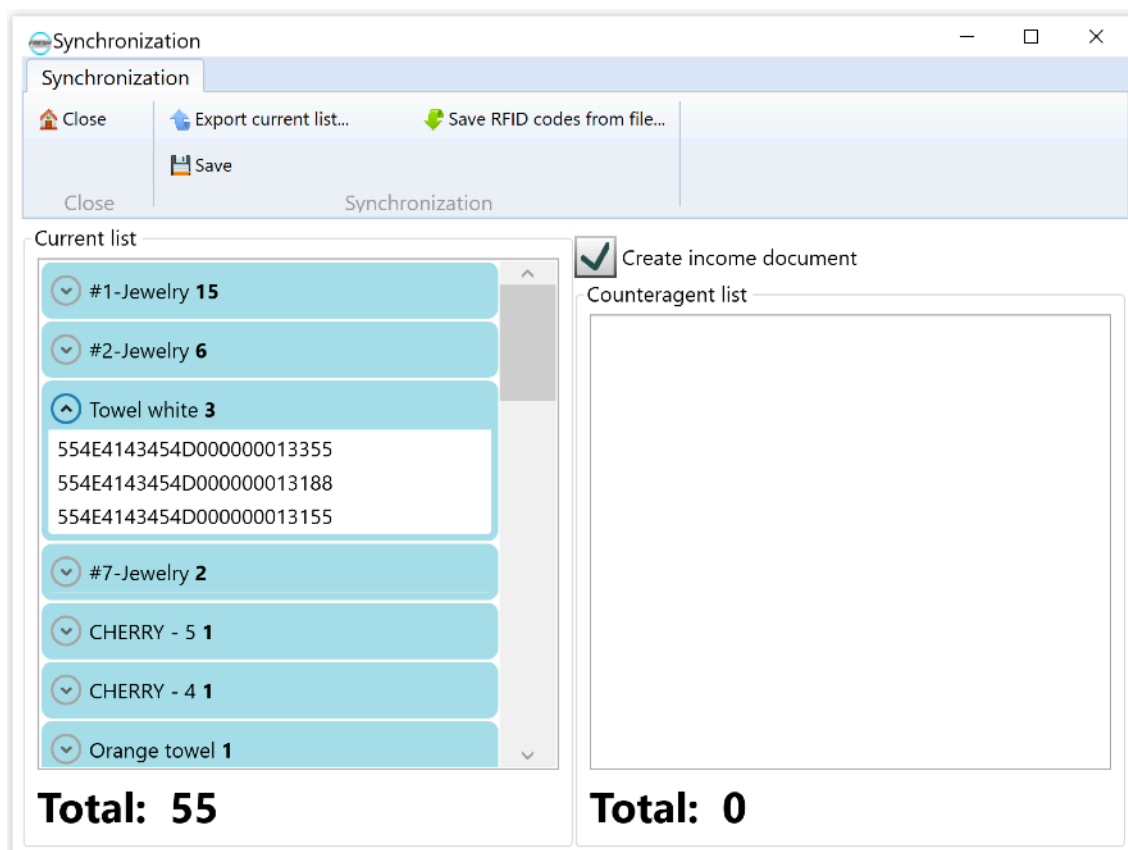 FRESH Synchronization
Synchronization
Close
Export current list...
Save RFID codes from file...
Save
Close
Synchronization
Current list
#1-Jewelry 15
#2-Jewelry 6
Towel white 3
554E4143454D000000013355
554E4143454D000000013188
554E4143454D000000013155
#7-Jewelry 2
CHERRY - 5 1
CHERRY - 4 1
Orange towel 1
Total: 55
Create income document
Counteragent list
Total: 0